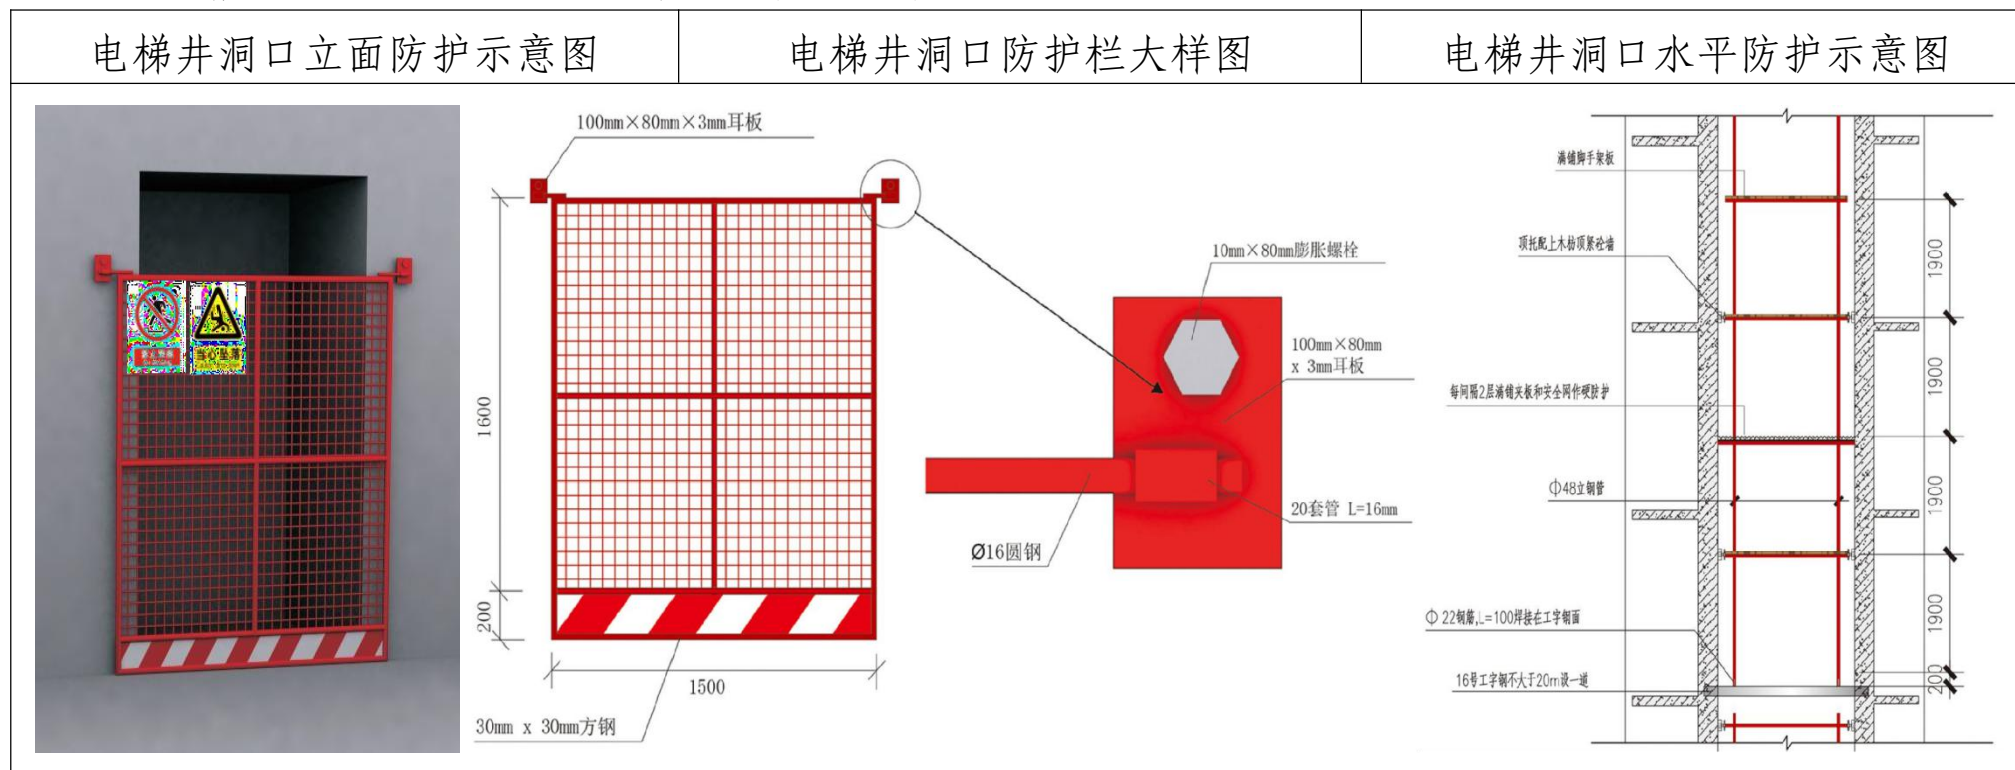 电梯井洞口立面防护示意图
电梯井洞口防护栏大样图
电梯井洞口水平防护示意图
当心坠落
100mm×80mm×3mm耳板
1600
200
1500
30mm x 30mm方钢
10mm×80mm膨胀螺栓
100mm×80mm
x 3mm耳板
20套管 L=16mm
Ø16圆钢
满铺脚手架板
顶托配上木枋顶紧砼墙
每间隔2层满铺夹板和安全网作硬防护
Φ48立钢管
Φ22钢筋,L=100焊接在工字钢面
16号工字钢不大于20m设一道
1900
1900
1900
1900
200